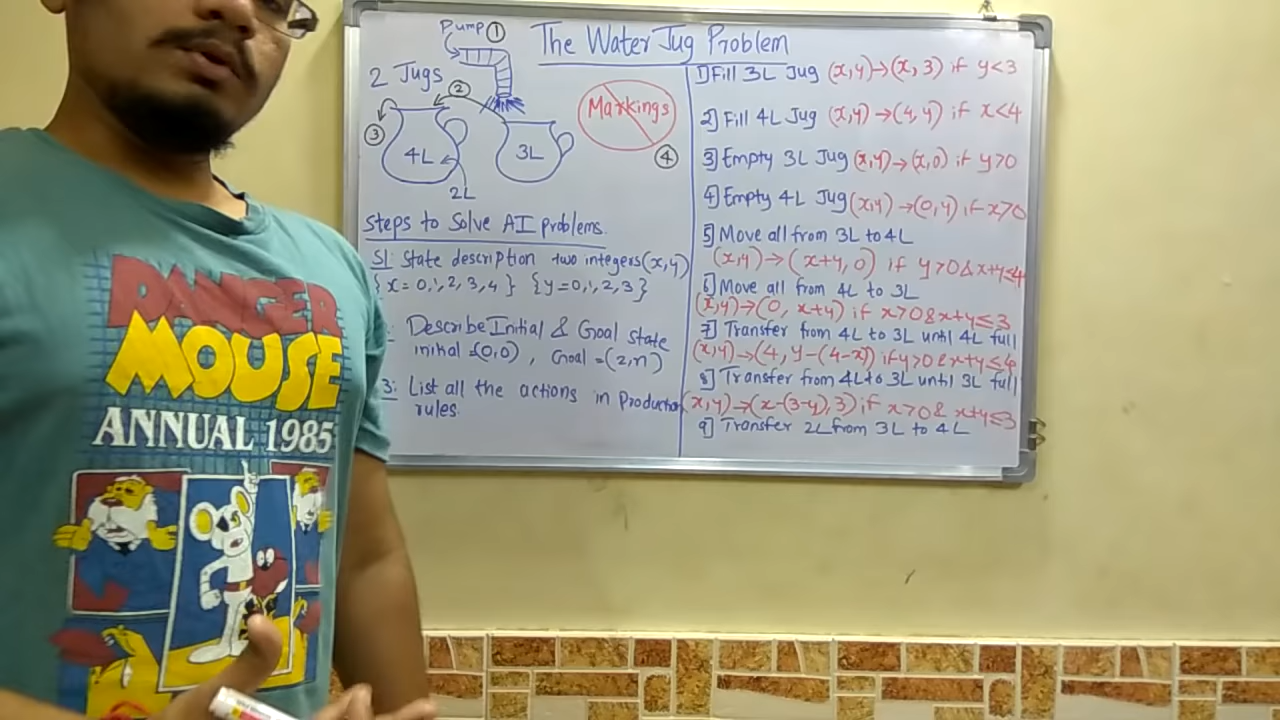 The Water Jug Problem
Pump ①
2 Jugs
②
③
4L
3L
2L
Markings
④
Steps to Solve AI problems.
S1: State description two integers (x,y)
{x = 0,1,2,3,4} {y = 0,1,2,3}
: Describe Initial & Goal state
initial = (0,0), Goal = (2,n)
3: List all the actions in Production
rules.
1) Fill 3L Jug (x,y)→(x,3) if y<3
2] Fill 4L Jug (x,y)→(4,y) if x<4
3] Empty 3L Jug (x,y)→(x,0) if y>0
4] Empty 4L Jug (x,y)→(0,y) if x>0
5] Move all from 3L to 4L
(x,y)→(x+y,0) if y>0 & x+y≤4
6] Move all from 4L to 3L
(x,y)→(0, x+y) if x>0 & x+y≤3
7] Transfer from 4L to 3L until 4L full
(x,y)→(4, y-(4-x)) if y>0 & x+y≤4
8] Transfer from 4L to 3L until 3L full
(x,y)→(x-(3-y),3) if x>0 & x+y≤3
9] Transfer 2L from 3L to 4L
DANGER
MOUSE
ANNUAL 1985